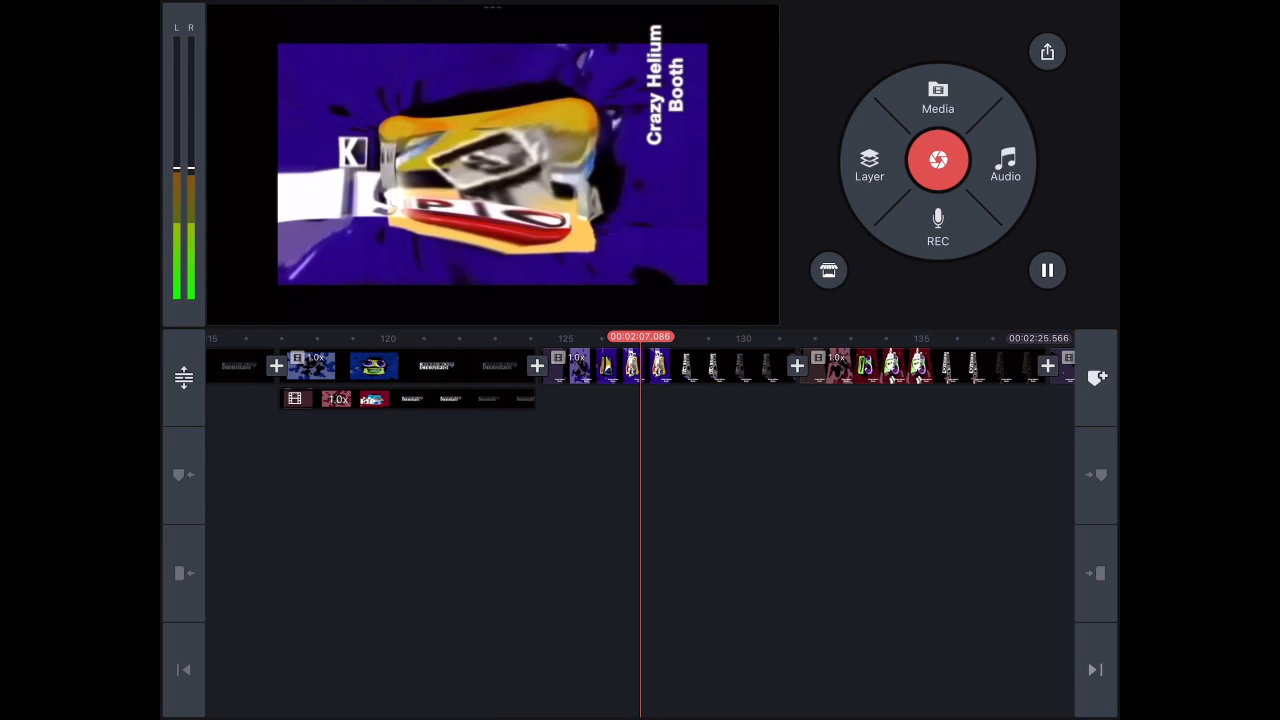 L R
Crazy Helium
Booth
K
Media
Layer
Audio
REC
120
125
00:02:07.086
130
135
00:02:25.566
1.0x
1.0x
1.0x
1.0x